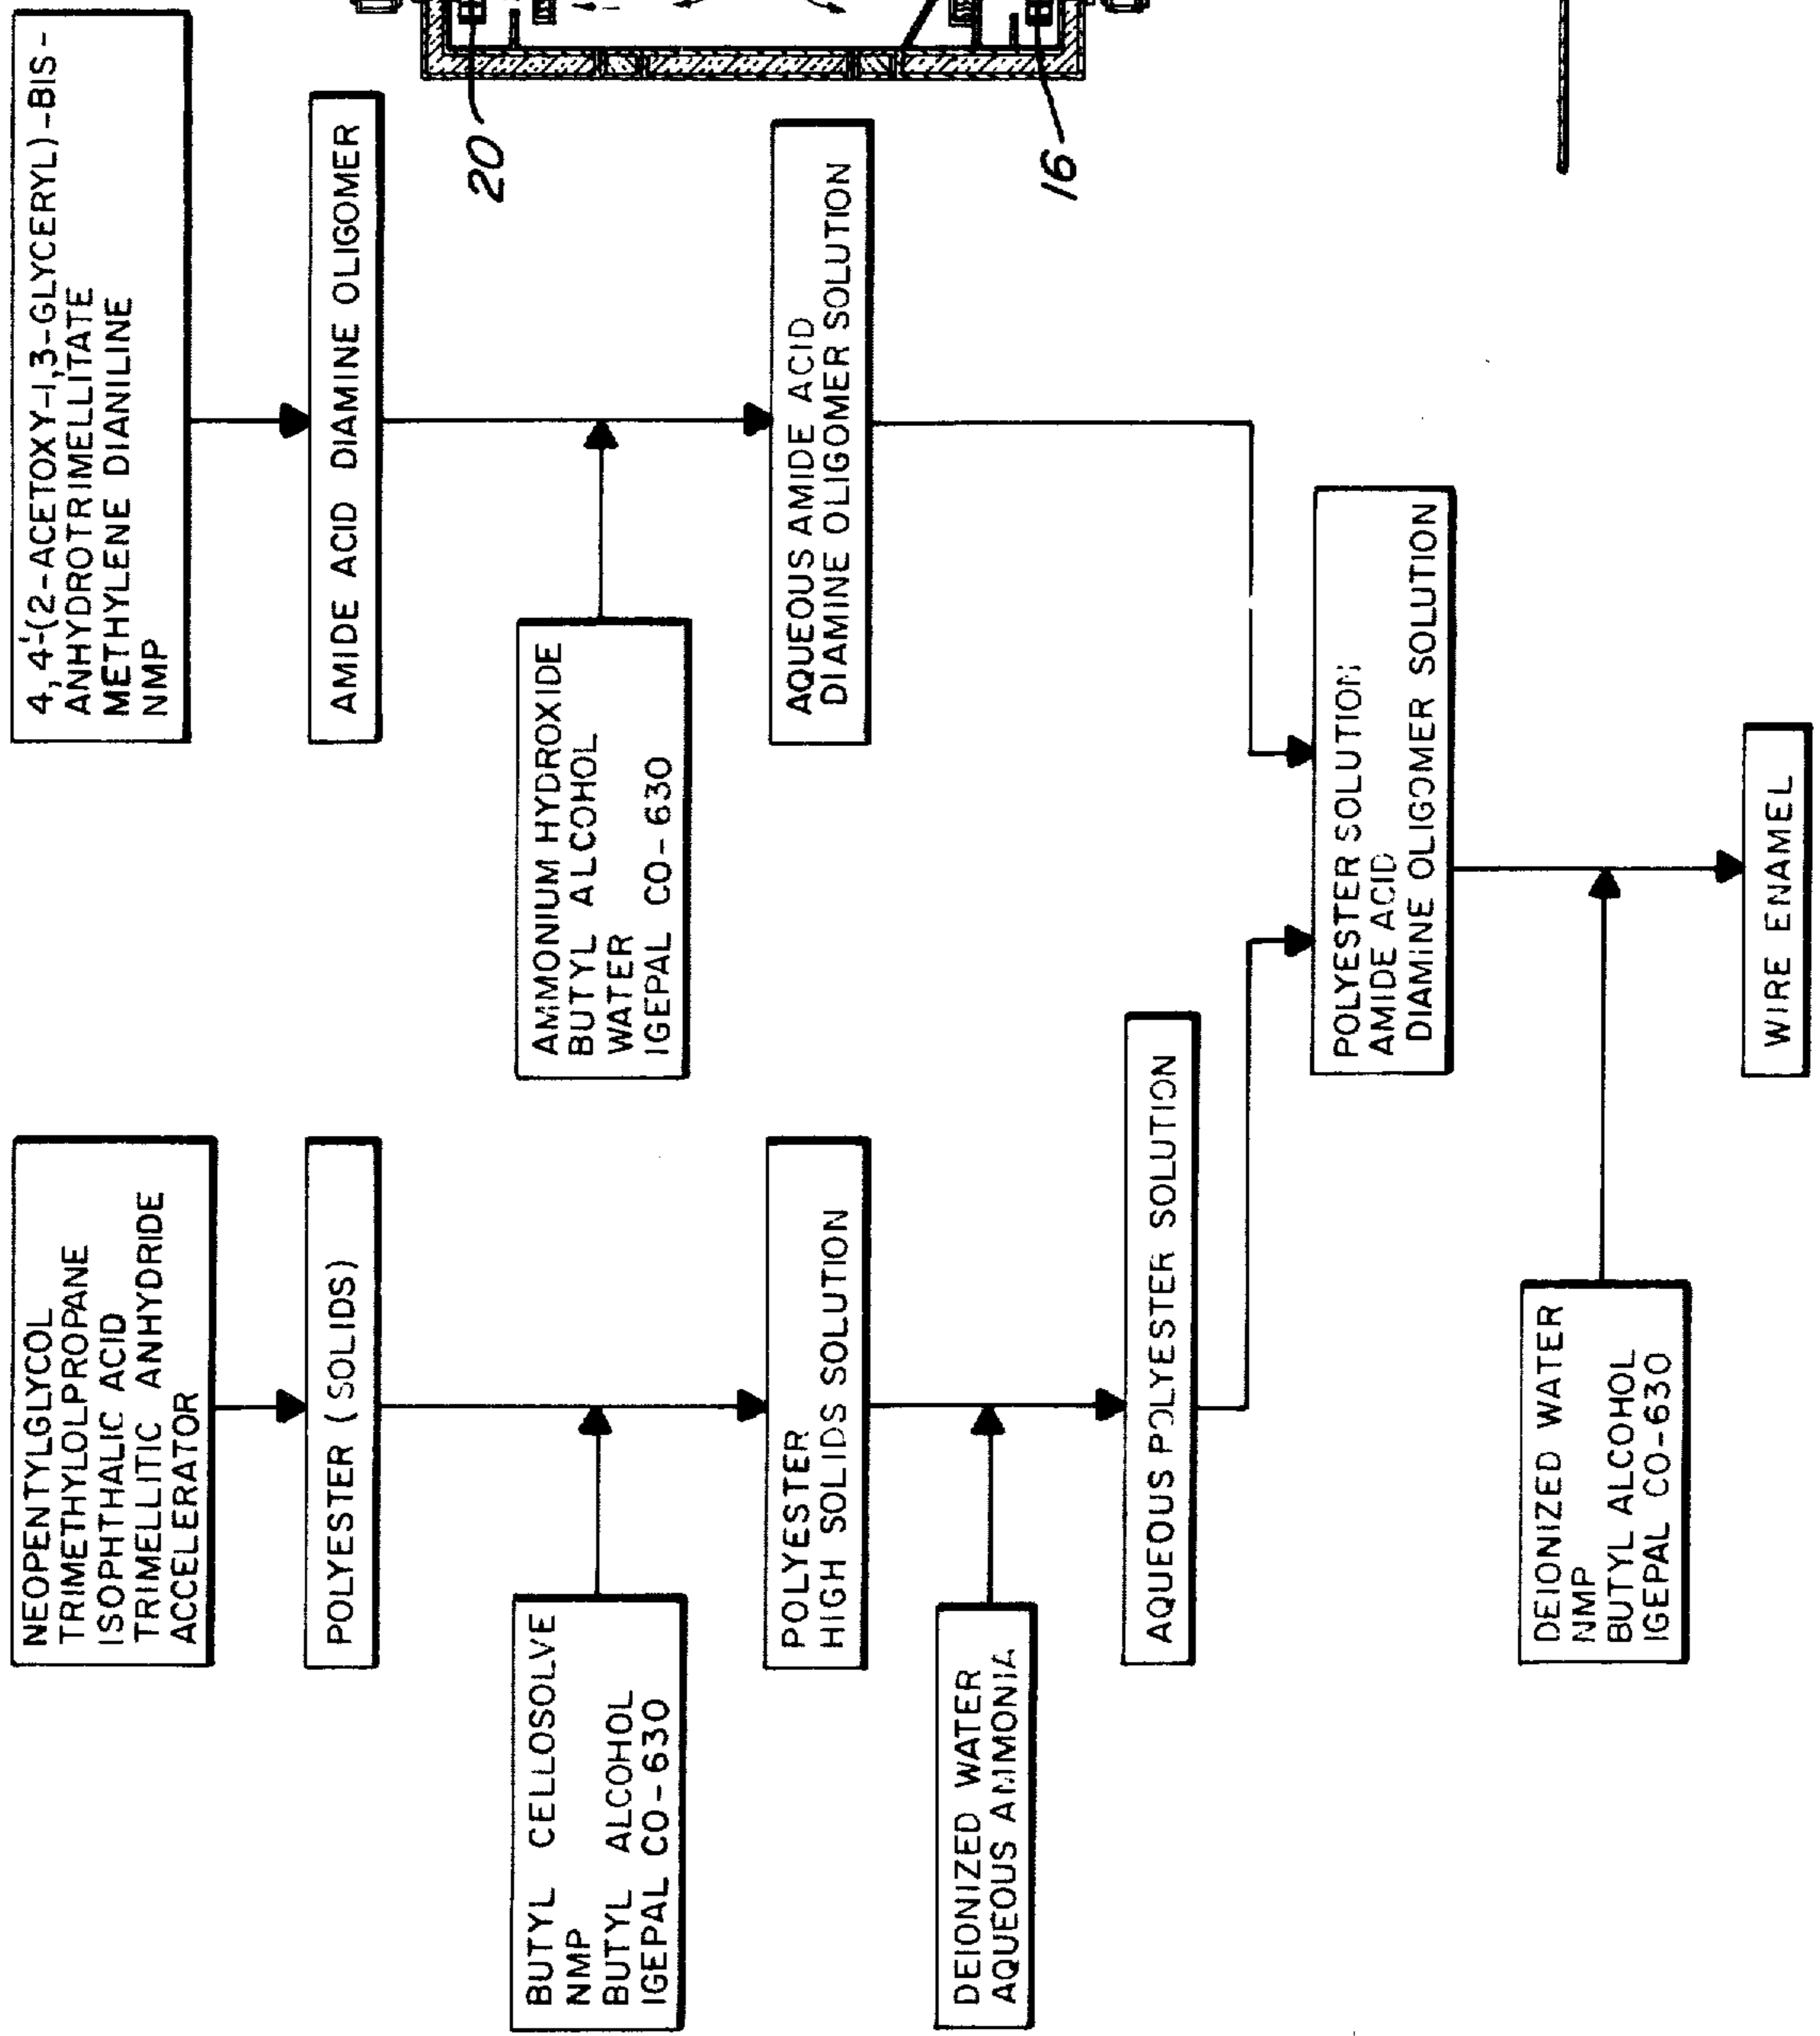 NEOPENTYLGLYCOL
TRIMETHYLOLPROPANE
ISOPHTHALIC ACID
TRIMELLITIC ANHYDRIDE
ACCELERATOR
POLYESTER (SOLIDS)
BUTYL CELLOSOLVE
NMP
BUTYL ALCOHOL
IGEPAL CO-630
POLYESTER
HIGH SOLIDS SOLUTION
DEIONIZED WATER
AQUEOUS AMMONIA
AQUEOUS POLYESTER SOLUTION
4,4'-(2-ACETOXY-1,3-GLYCERYL)-BIS-
ANHYDROTRIMELLITATE
METHYLENE DIANILINE
NMP
AMIDE ACID DIAMINE OLIGOMER
AMMONIUM HYDROXIDE
BUTYL ALCOHOL
WATER
IGEPAL CO-630
AQUEOUS AMIDE ACID
DIAMINE OLIGOMER SOLUTION
POLYESTER SOLUTION;
AMIDE ACID
DIAMINE OLIGOMER SOLUTION
DEIONIZED WATER
NMP
BUTYL ALCOHOL
IGEPAL CO-630
WIRE ENAMEL
20
16